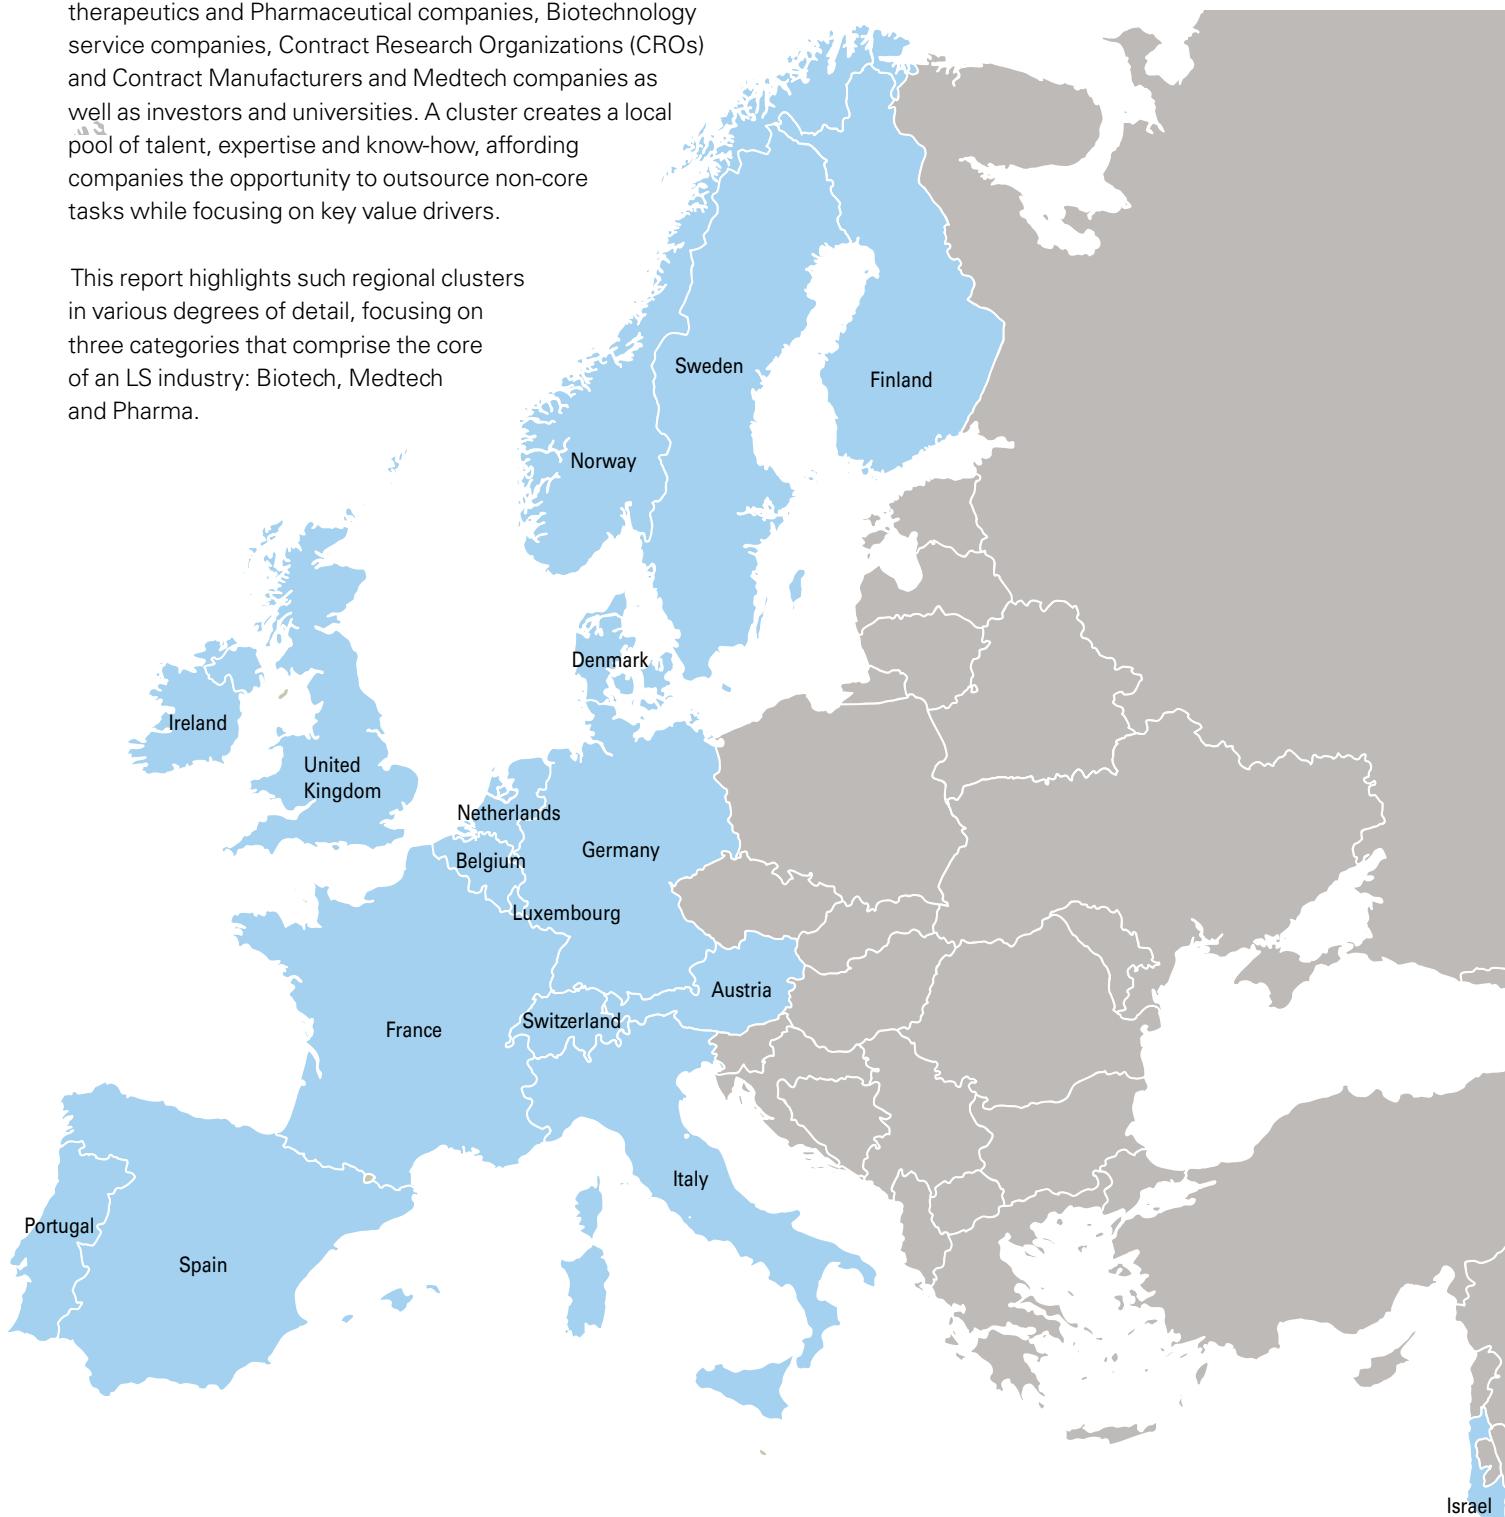 therapeutics and Pharmaceutical companies, Biotechnology
service companies, Contract Research Organizations (CROs)
and Contract Manufacturers and Medtech companies as
well as investors and universities. A cluster creates a local
pool of talent, expertise and know-how, affording
companies the opportunity to outsource non-core
tasks while focusing on key value drivers.
This report highlights such regional clusters
in various degrees of detail, focusing on
three categories that comprise the core
of an LS industry: Biotech, Medtech
and Pharma.
Sweden
Finland
Norway
Denmark
Ireland
United
Kingdom
Netherlands
Germany
Belgium
Luxembourg
Austria
Switzerland
France
Italy
Portugal
Spain
Israel